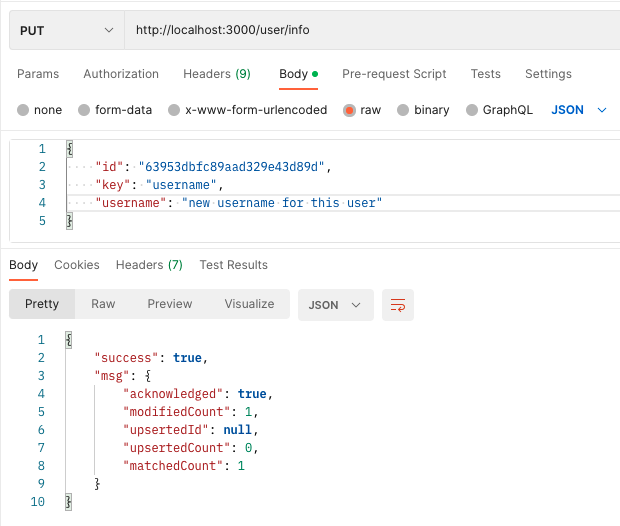 PUT http://localhost:3000/user/info
Params Authorization Headers (9) Body Pre-request Script Tests Settings
none form-data x-www-form-urlencoded raw binary GraphQL JSON
1 {
2 ····"id":·"63953dbfc89aad329e43d89d",
3 ····"key":·"username",
4 ····"username":·"new·username·for·this·user"
5 }
Body Cookies Headers (7) Test Results
Pretty Raw Preview Visualize JSON
1 {
2 "success": true,
3 "msg": {
4 "acknowledged": true,
5 "modifiedCount": 1,
6 "upsertedId": null,
7 "upsertedCount": 0,
8 "matchedCount": 1
9 }
10 }